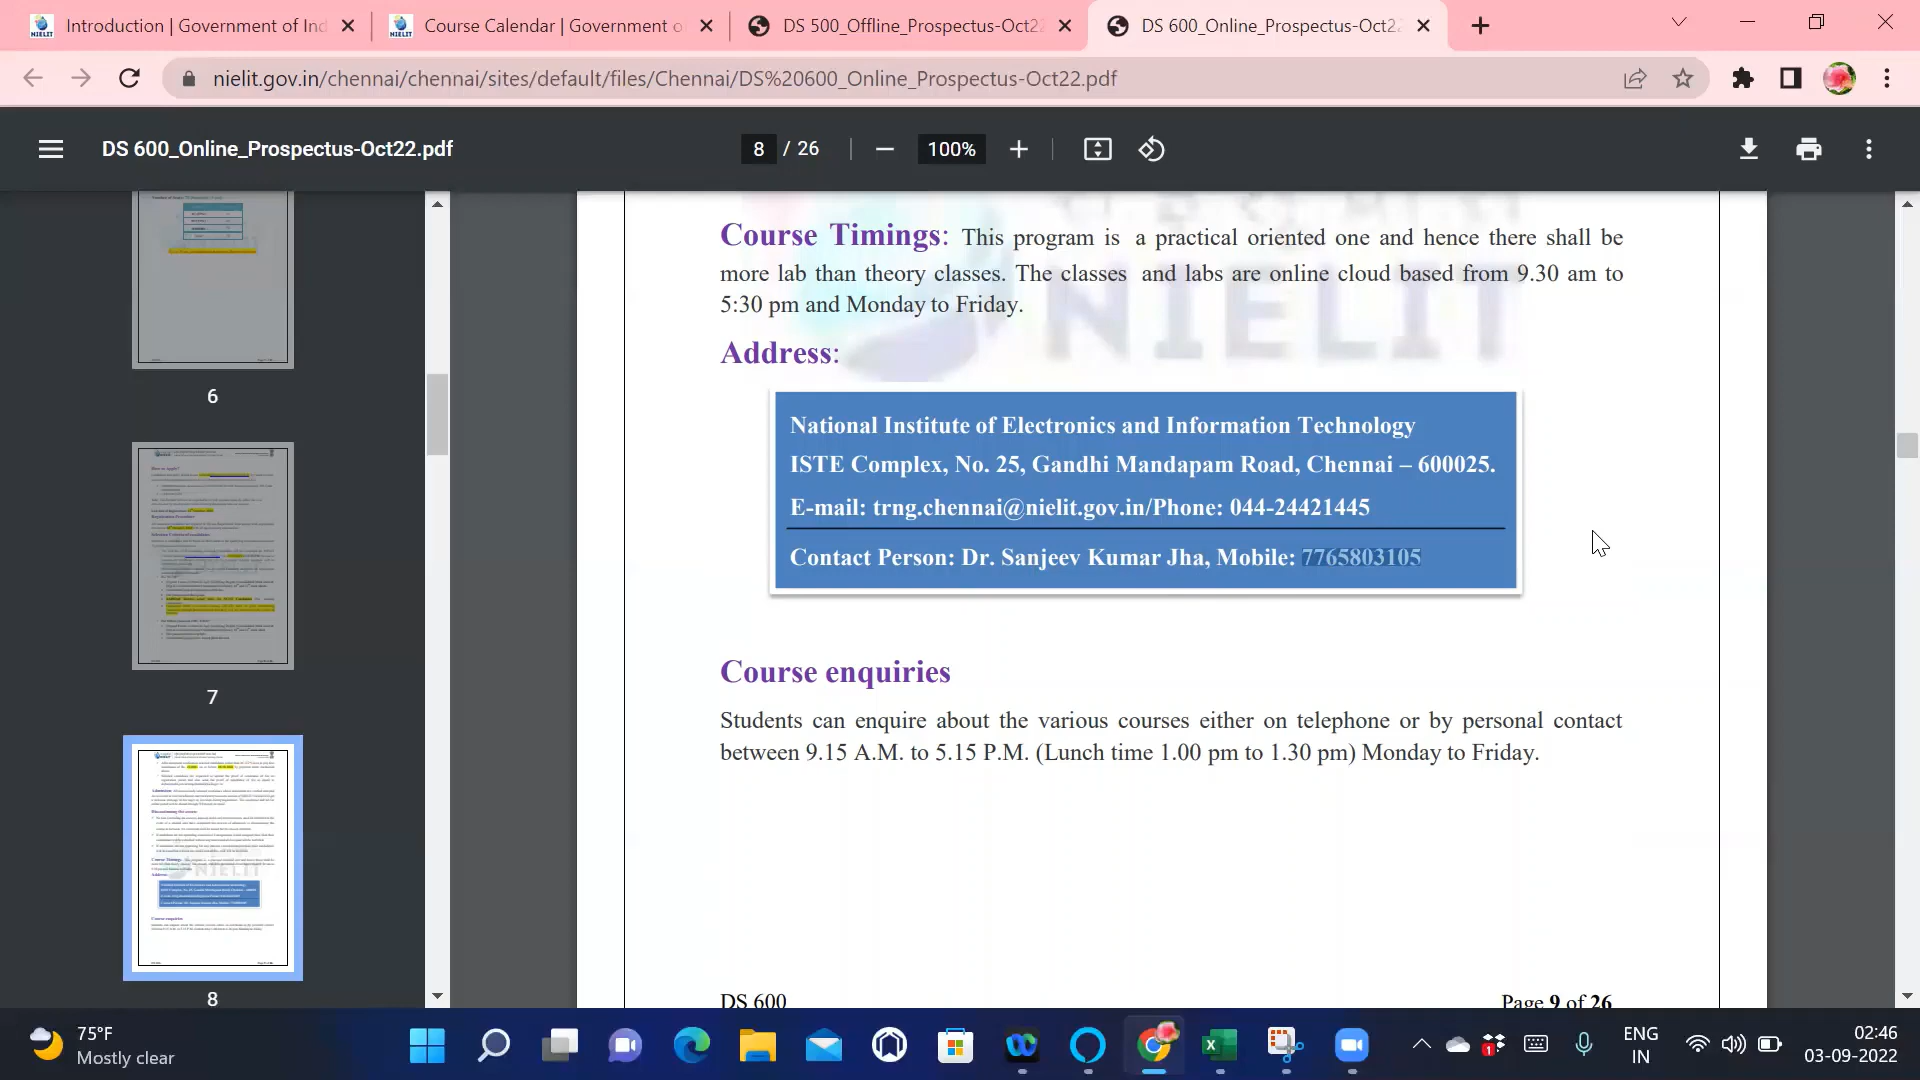 Introduction | Government of Ind
Course Calendar | Government o
DS 500_Offline_Prospectus-Oct22
DS 600_Online_Prospectus-Oct22
nielit.gov.in/chennai/chennai/sites/default/files/Chennai/DS%20600_Online_Prospectus-Oct22.pdf
DS 600_Online_Prospectus-Oct22.pdf
8 / 26
100%
6
7
8
Course Timings: This program is a practical oriented one and hence there shall be
more lab than theory classes. The classes and labs are online cloud based from 9.30 am to
5:30 pm and Monday to Friday.
NIELIT
Address:
National Institute of Electronics and Information Technology
ISTE Complex, No. 25, Gandhi Mandapam Road, Chennai – 600025.
E-mail: trng.chennai@nielit.gov.in/Phone: 044-24421445
Contact Person: Dr. Sanjeev Kumar Jha, Mobile: 7765803105
Course enquiries
Students can enquire about the various courses either on telephone or by personal contact
between 9.15 A.M. to 5.15 P.M. (Lunch time 1.00 pm to 1.30 pm) Monday to Friday.
DS 600
Page 9 of 26
75°F
Mostly clear
ENG
IN
02:46
03-09-2022